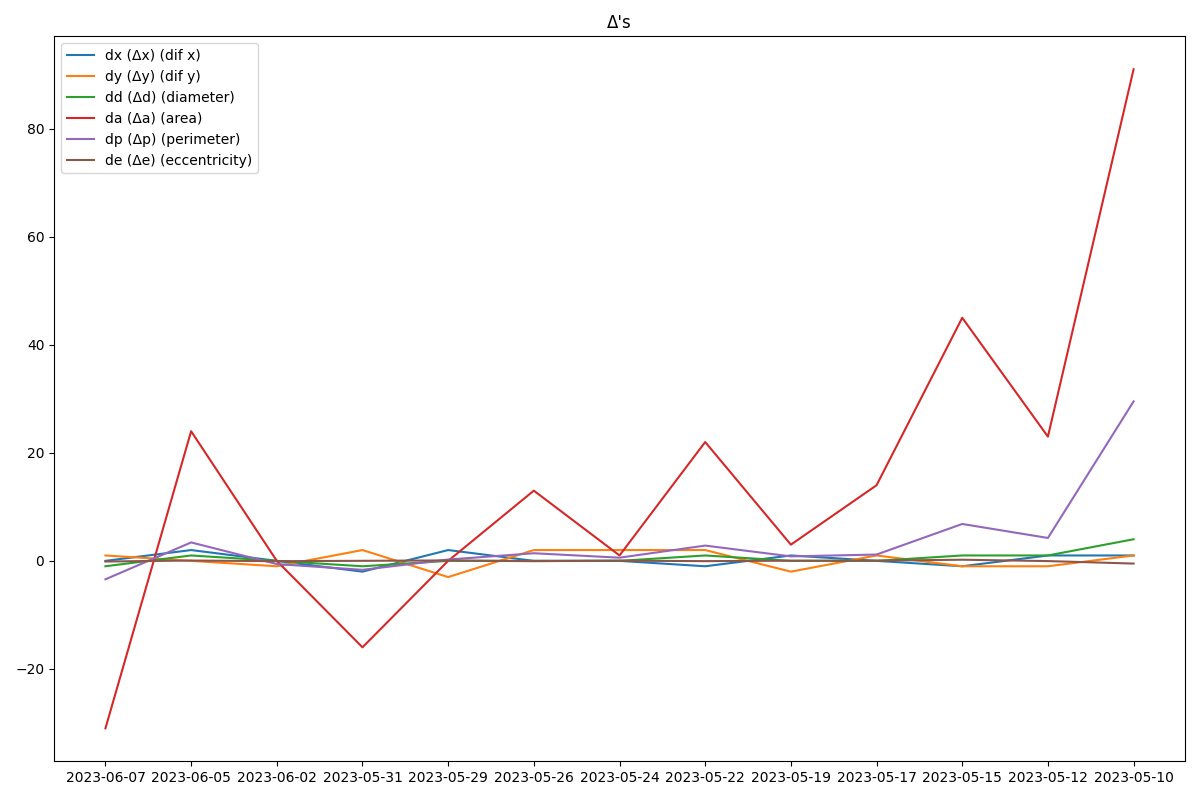 Δ's
dx (Δx) (dif x)
dy (Δy) (dif y)
dd (Δd) (diameter)
da (Δa) (area)
dp (Δp) (perimeter)
de (Δe) (eccentricity)
80
60
40
20
0
−20
2023-06-07 2023-06-05 2023-06-02 2023-05-31 2023-05-29 2023-05-26 2023-05-24 2023-05-22 2023-05-19 2023-05-17 2023-05-15 2023-05-12 2023-05-10